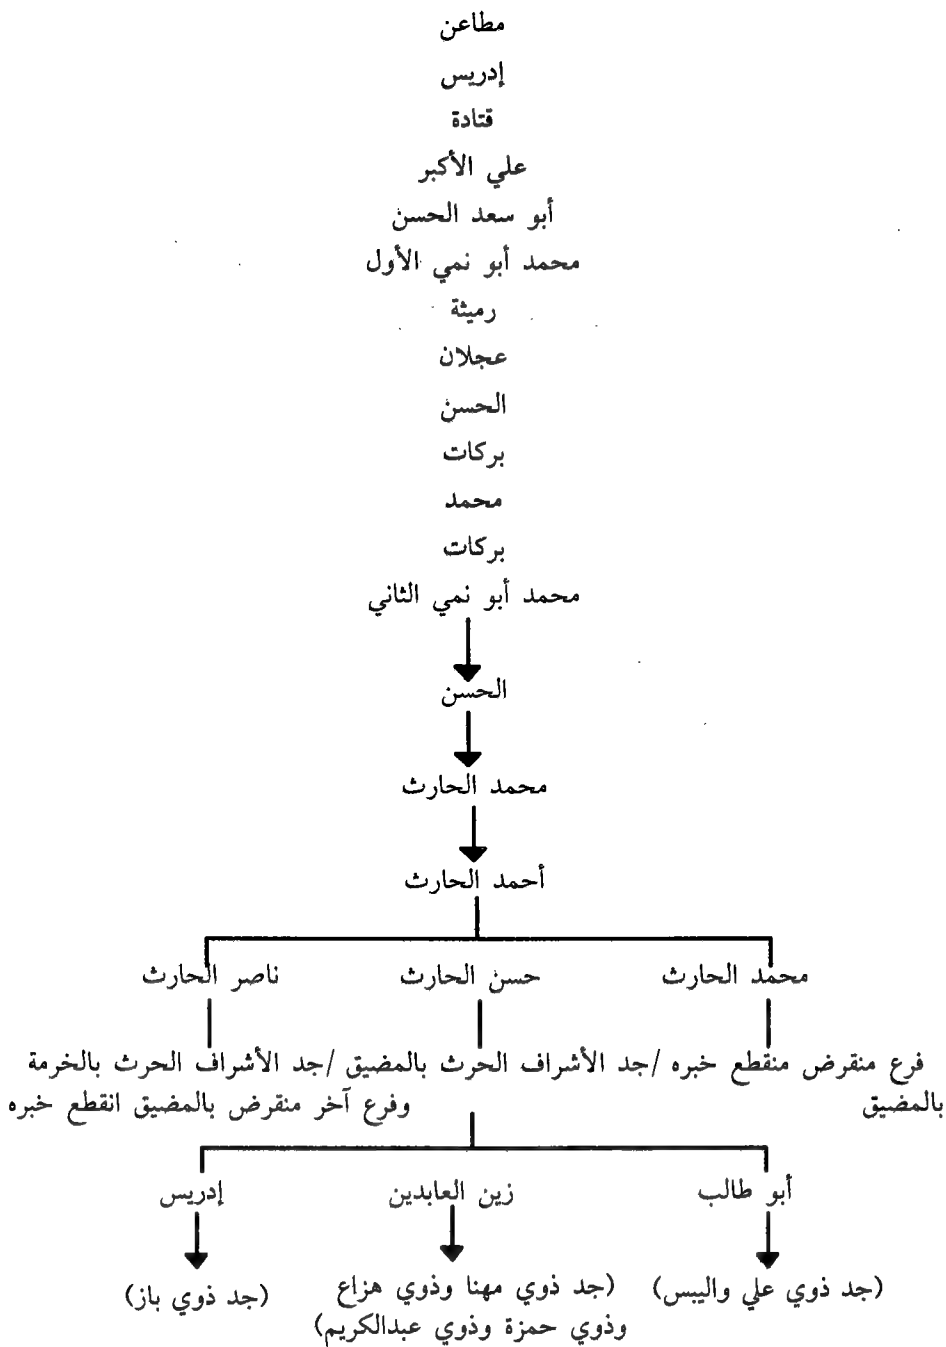 مطاعن
إدريس
قتادة
علي الأكبر
أبو سعد الحسن
محمد أبو نمي الأول
رميثة
عجلان
الحسن
بركات
محمد
بركات
محمد أبو نمي الثاني
الحسن
محمد الحارث
أحمد الحارث
محمد الحارث حسن الحارث ناصر الحارث
فرع منقرض منقطع خبره /جد الأشراف الحرث بالمضيق /جد الأشراف الحرث بالخرمة
بالمضيق وفرع آخر منقرض بالمضيق انقطع خبره
أبو طالب زين العابدين إدريس
(جد ذوي علي واليبس) (جد ذوي مهنا وذوي هزاع (جد ذوي باز)
وذوي حمزة وذوي عبدالكريم)